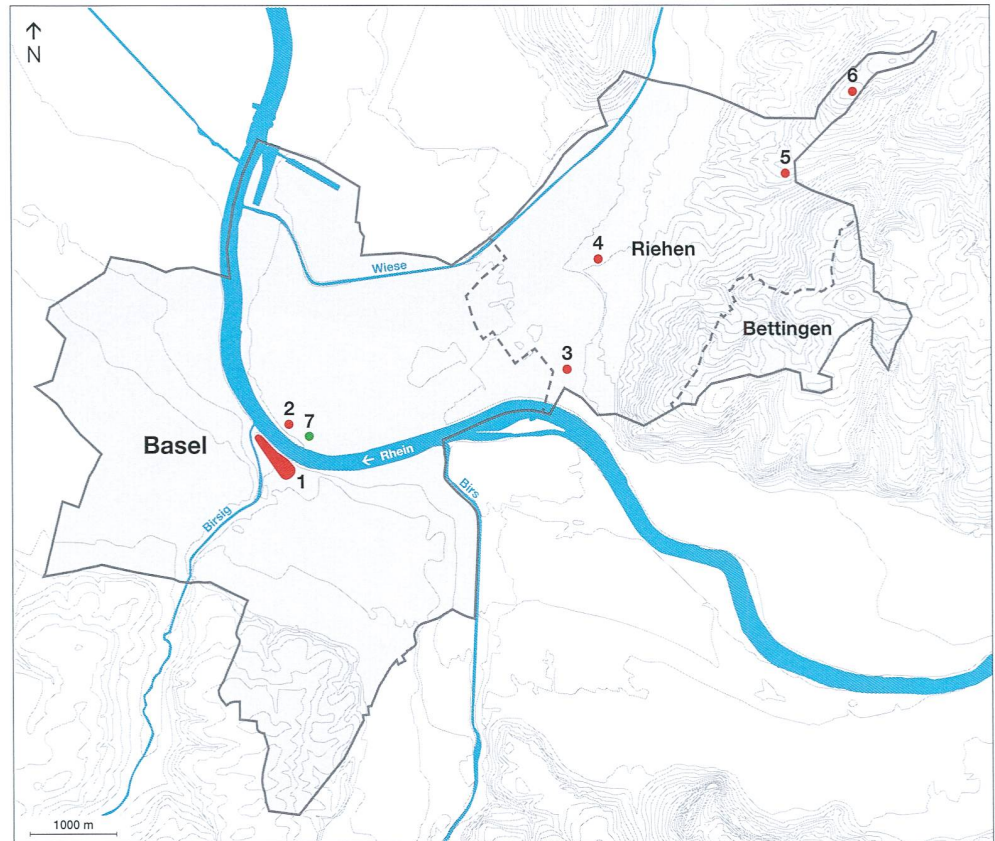 ↑
N
6
5
4
Riehen
Wiese
Bettingen
3
2
7
Basel
← Rhein
1
Birs
Birsig
1000 m